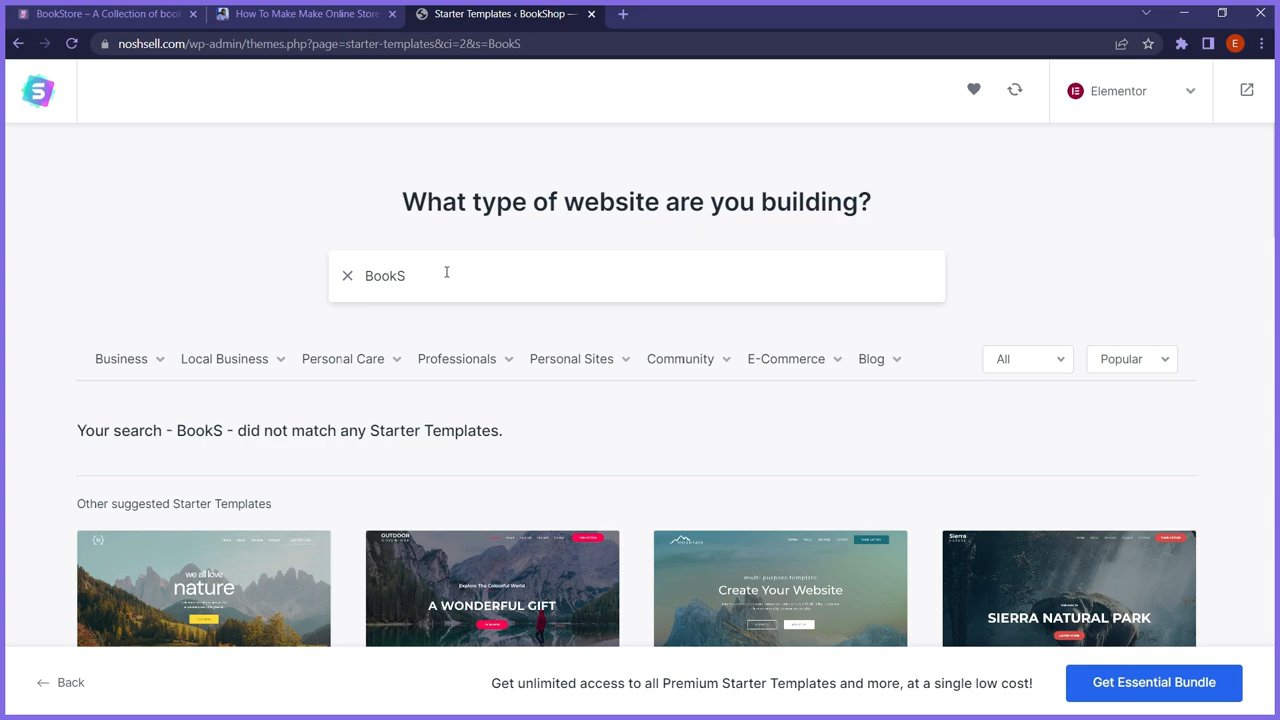 BookStore – A Collection of book
How To Make Make Online Store
Starter Templates ‹ BookShop —
noshsell.com/wp-admin/themes.php?page=starter-templates&ci=2&s=BookS
E
Elementor
What type of website are you building?
BookS
Business
Local Business
Personal Care
Professionals
Personal Sites
Community
E-Commerce
Blog
All
Popular
Your search - BookS - did not match any Starter Templates.
Other suggested Starter Templates
we all love
nature
OUTDOOR
Explore The Colourful World
A WONDERFUL GIFT
multi purpose template
Create Your Website
Sierra
SIERRA NATURAL PARK
Back
Get unlimited access to all Premium Starter Templates and more, at a single low cost!
Get Essential Bundle